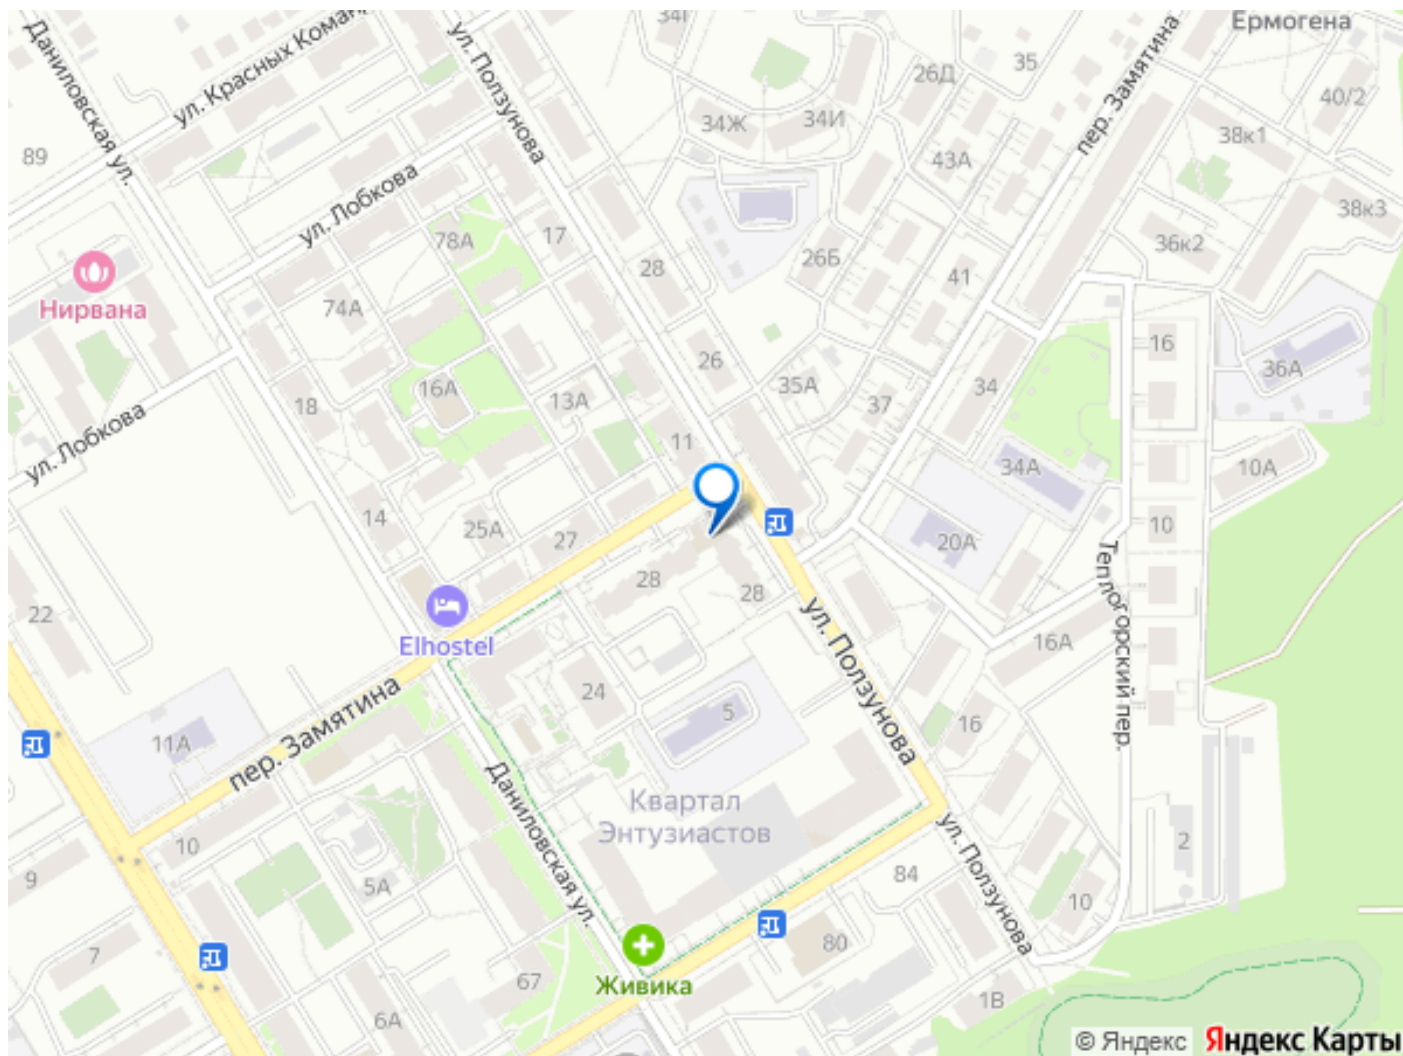 34Г
Ермогена
Даниловская ул.
ул. Красных Коман
ул. Ползунова
26Д
35
пер. Замятина
40/2
34Ж
34И
38к1
89
43А
ул. Лобкова
38к3
78А
17
28
26Б
41
36к2
Нирвана
74А
26
16
36А
16А
35А
34
18
13А
37
ул. Лобкова
11
34А
10А
14
25А
27
20А
10
28
28
22
Elhostel
ул. Ползунова
16А
Теплогорский пер.
24
5
16
11А
пер. Замятина
Даниловская ул.
Квартал
Энтузиастов
10
ул. Ползунова
2
9
5А
84
10
7
80
67
Живика
6А
1В
© Яндекс Яндекс Карты